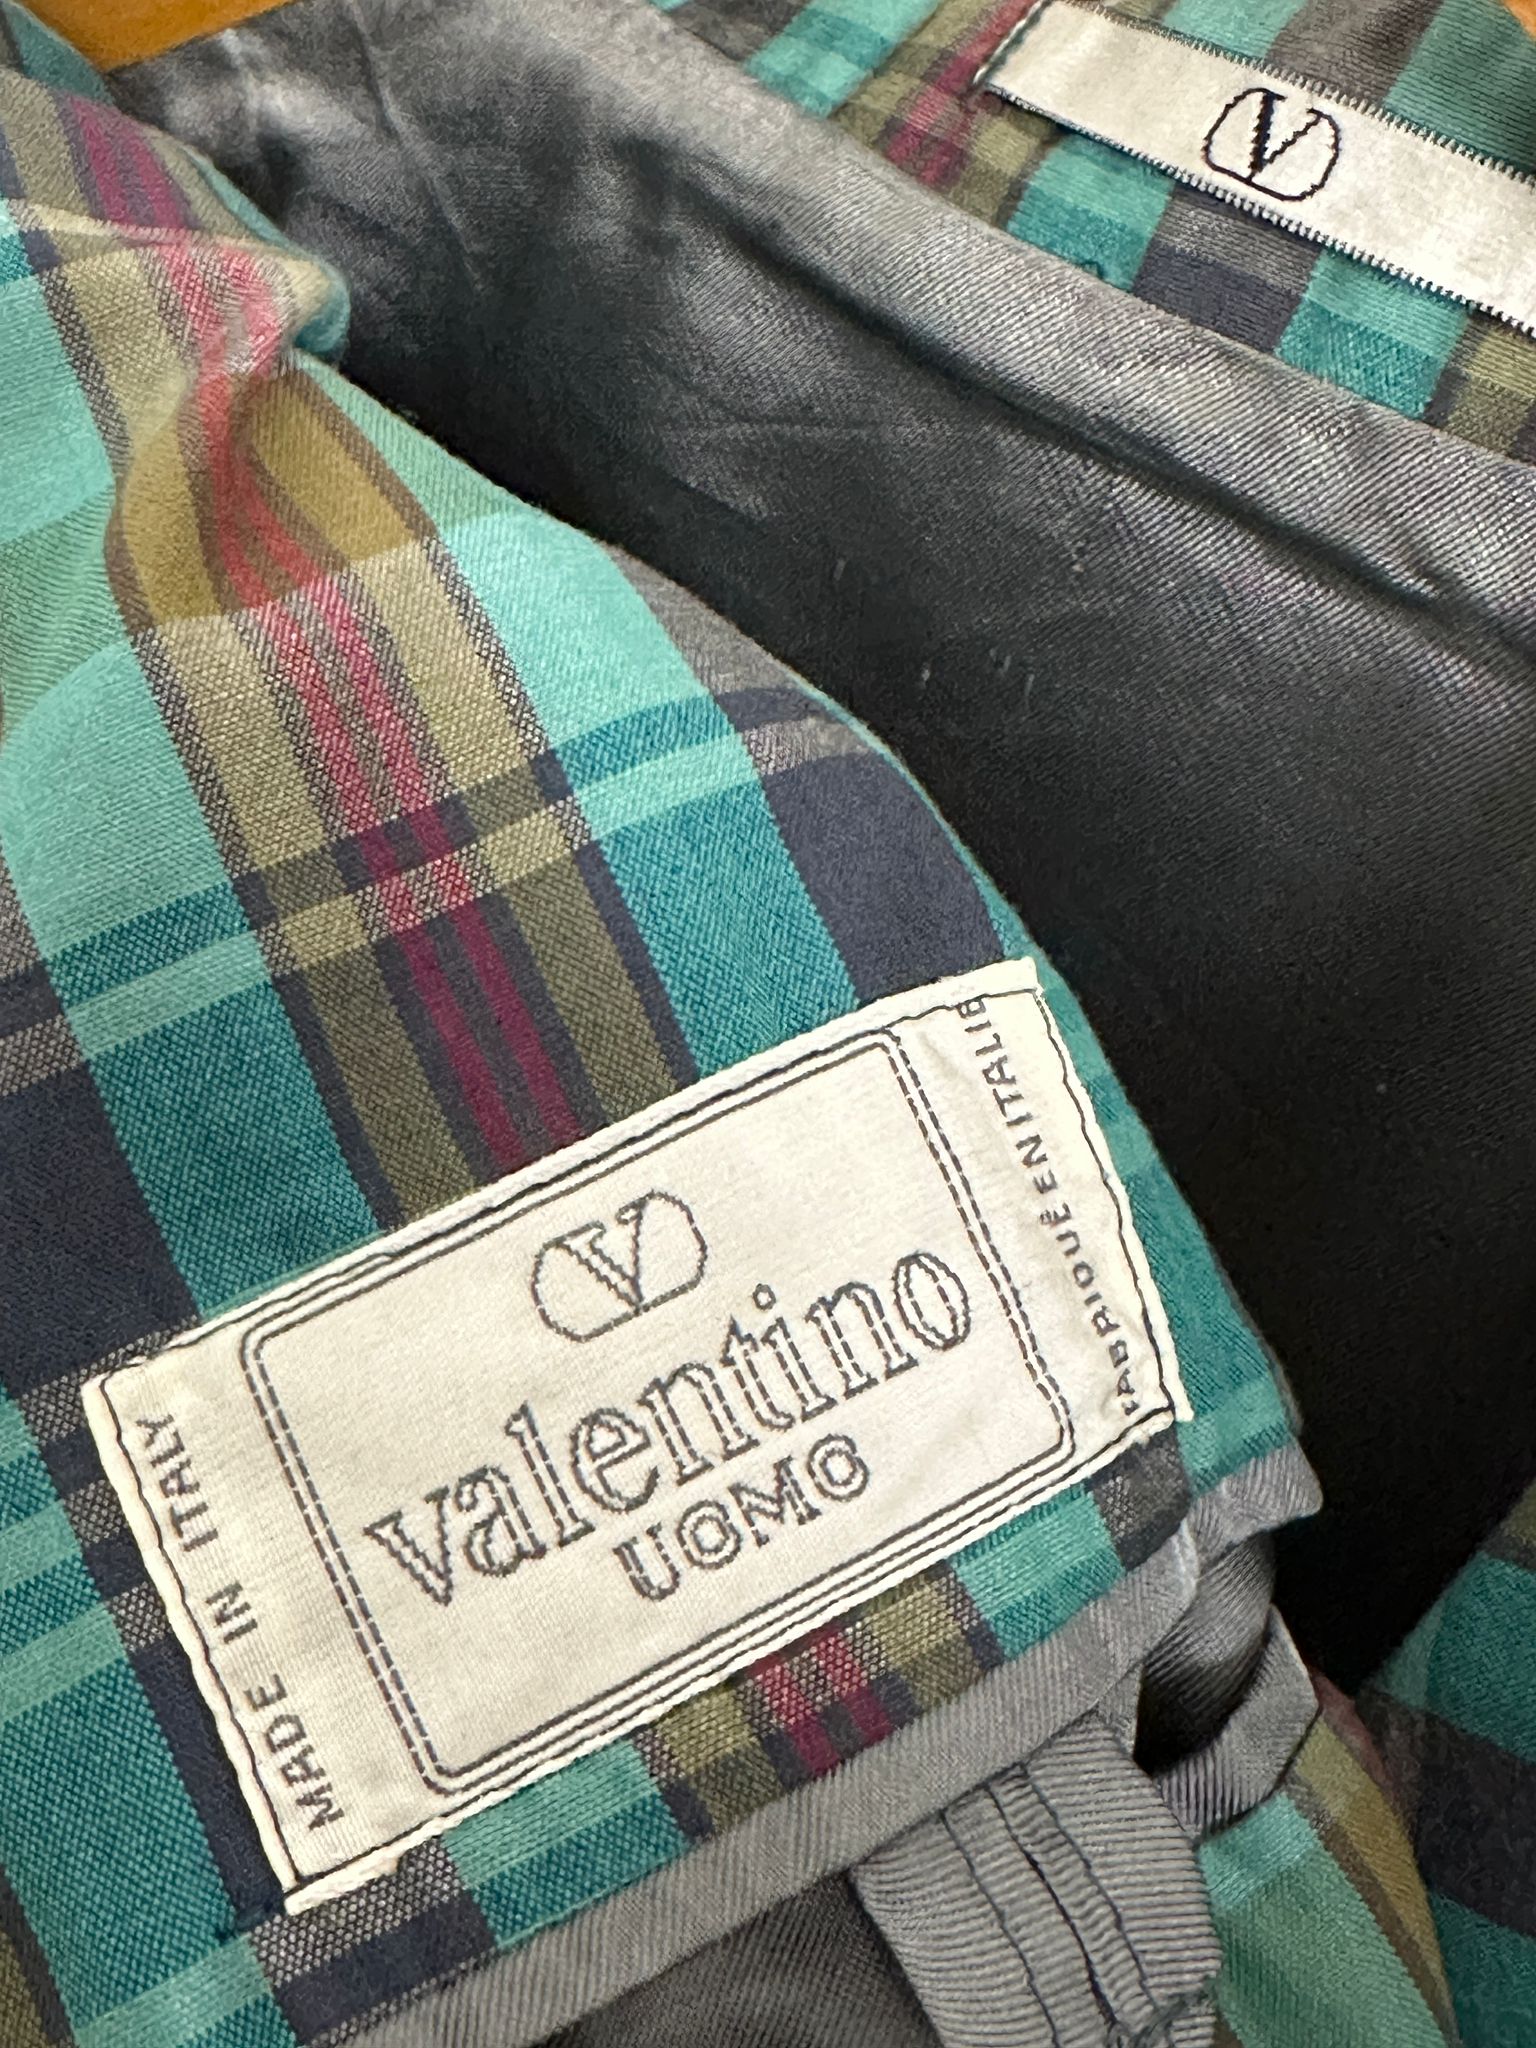 V
V
valentino
UOMO
MADE IN ITALY
FABRIQUÉ EN ITALIE